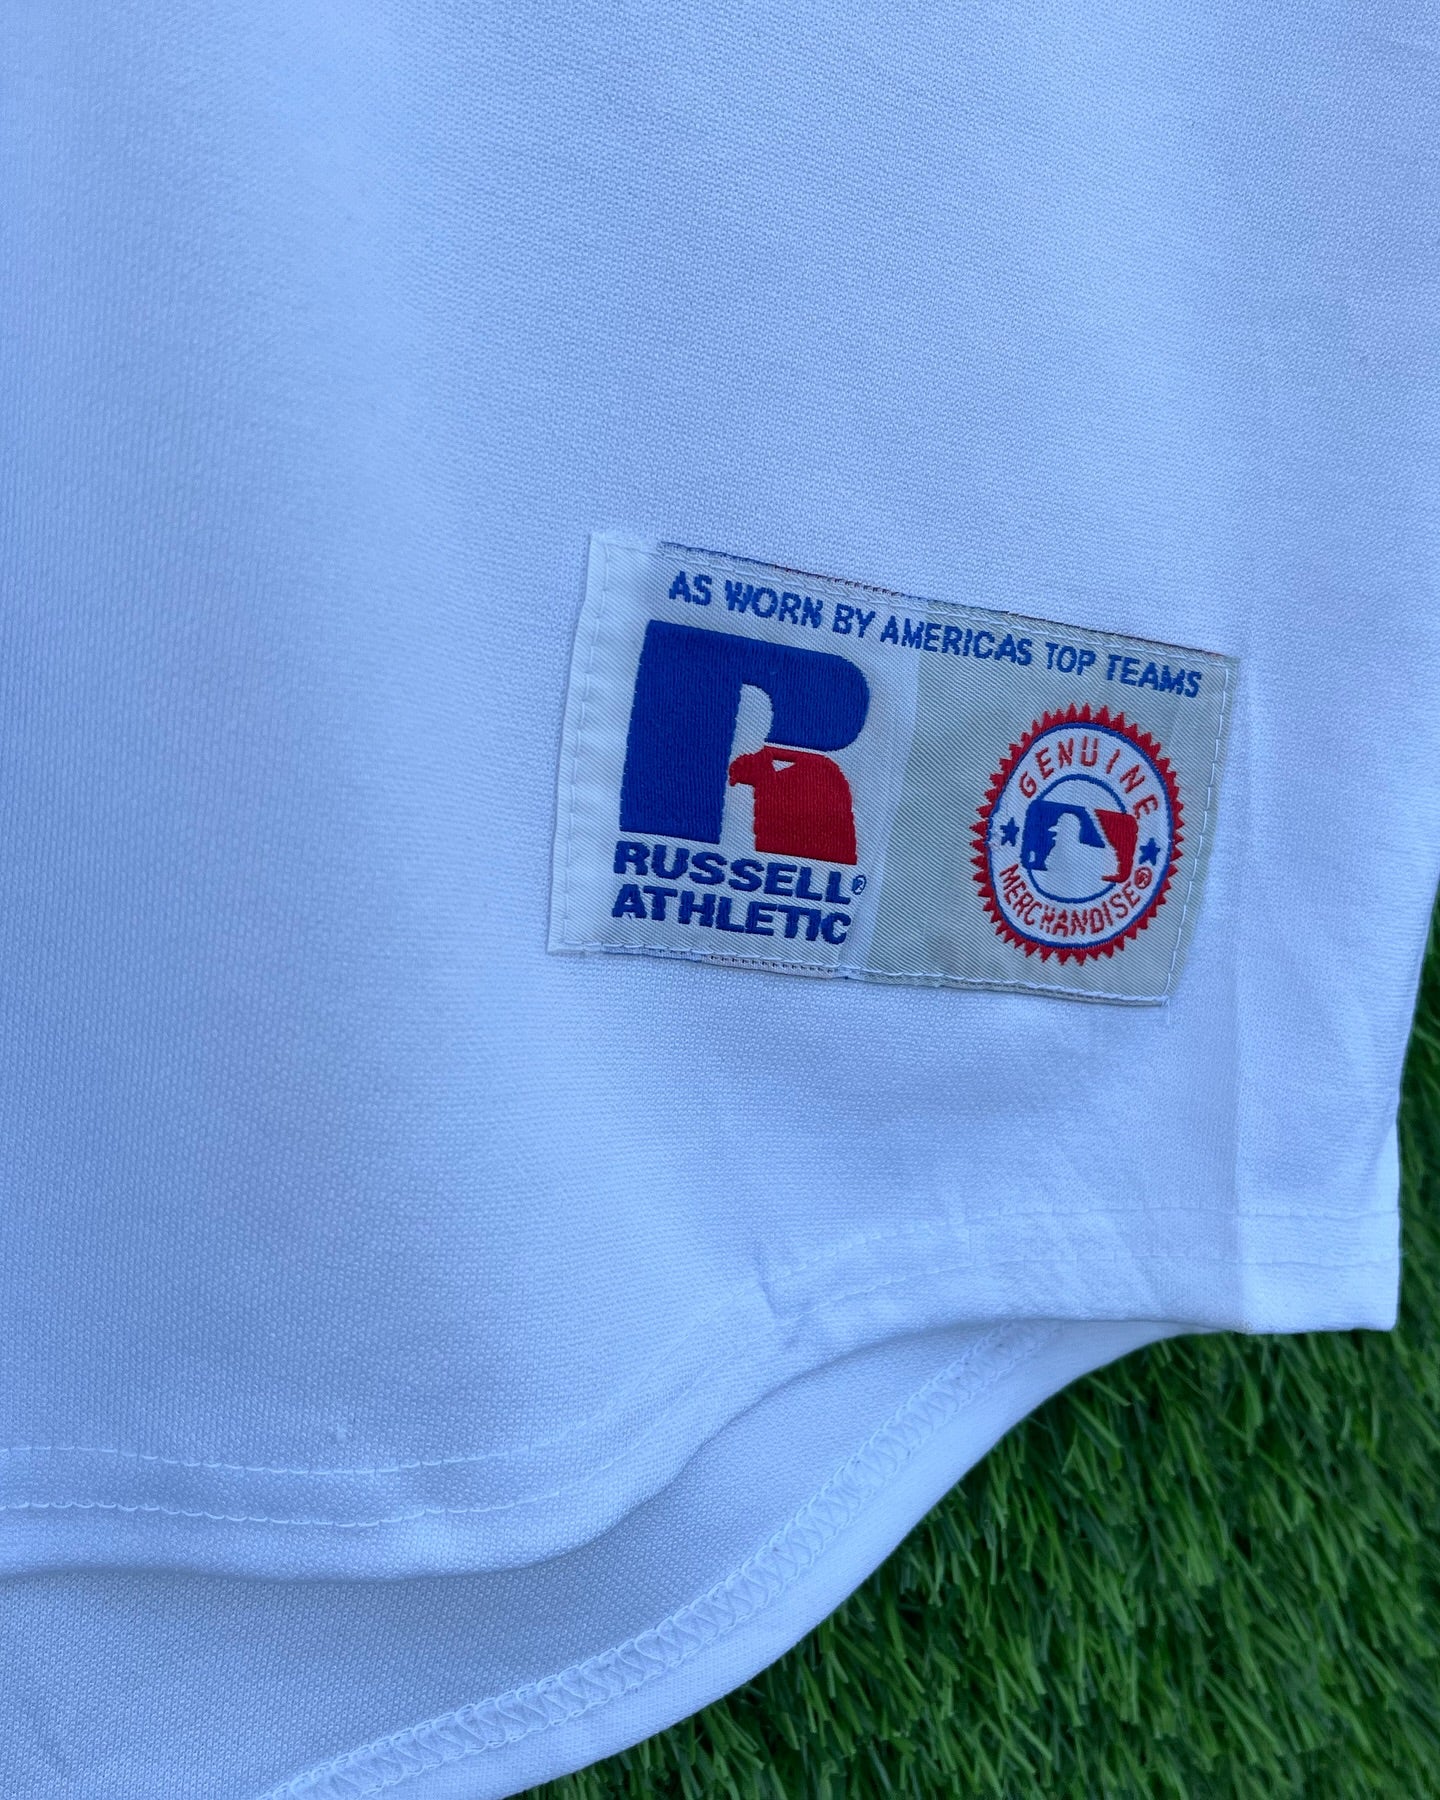 AS WORN BY AMERICAS TOP TEAMS
R
RUSSELL®
ATHLETIC
GENUINE
MERCHANDISE®